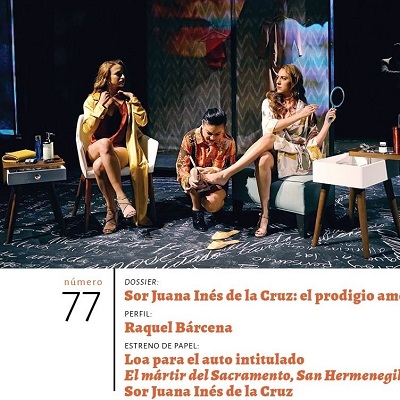 número
77
DOSSIER:
Sor Juana Inés de la Cruz: el prodigio am
PERFIL:
Raquel Bárcena
ESTRENO DE PAPEL:
Loa para el auto intitulado
El mártir del Sacramento, San Hermenegil
Sor Juana Inés de la Cruz